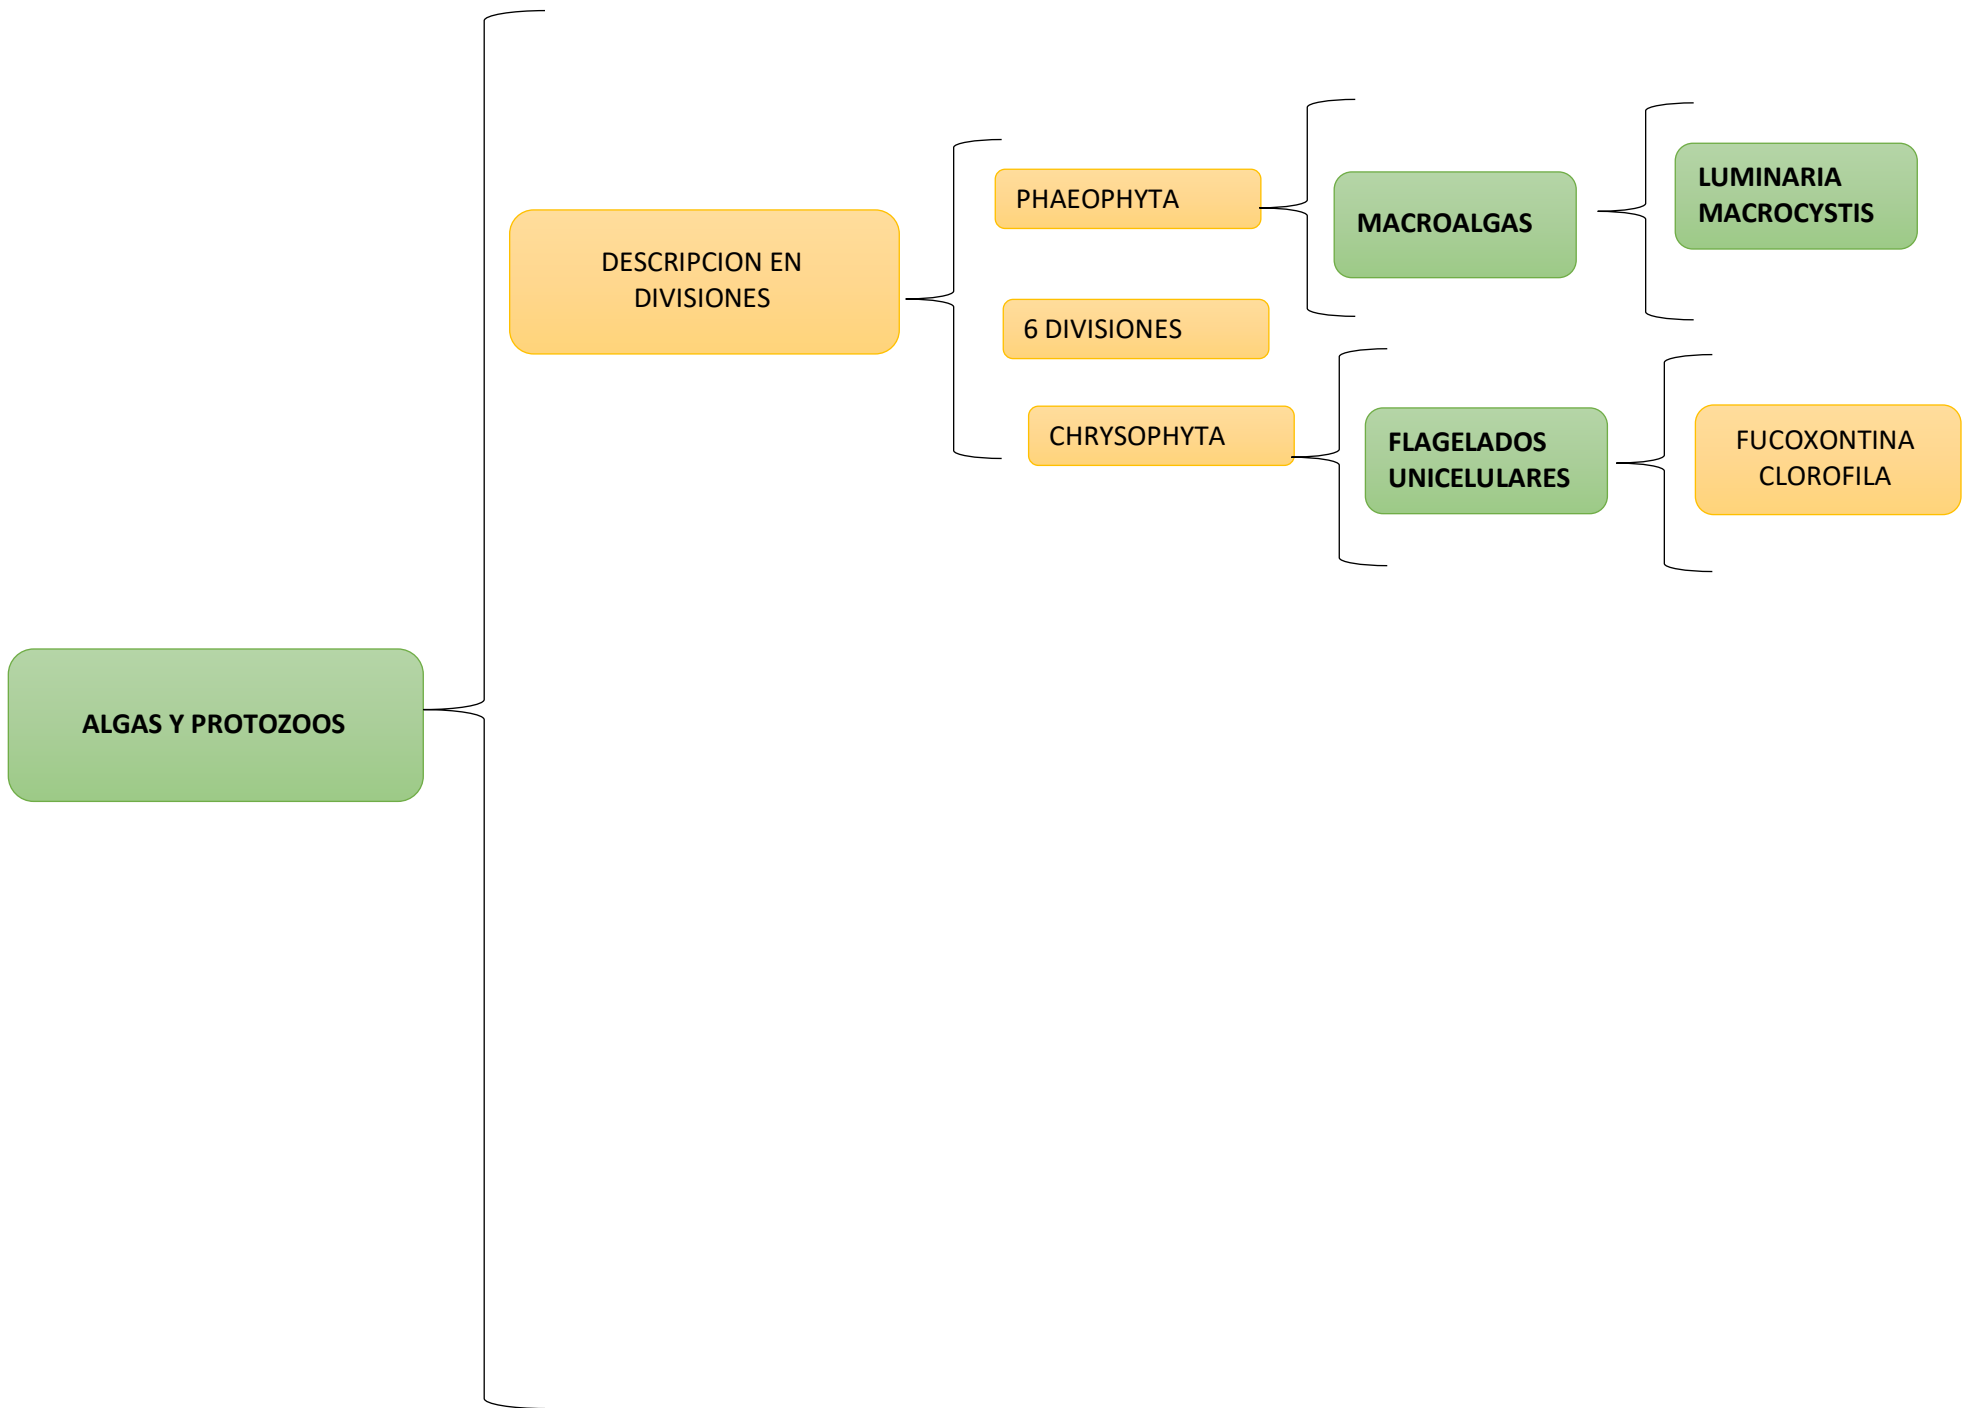 ALGAS Y PROTOZOOS
DESCRIPCION EN
DIVISIONES
PHAEOPHYTA
MACROALGAS
LUMINARIA
MACROCYSTIS
6 DIVISIONES
CHRYSOPHYTA
FLAGELADOS
UNICELULARES
FUCOXONTINA
CLOROFILA